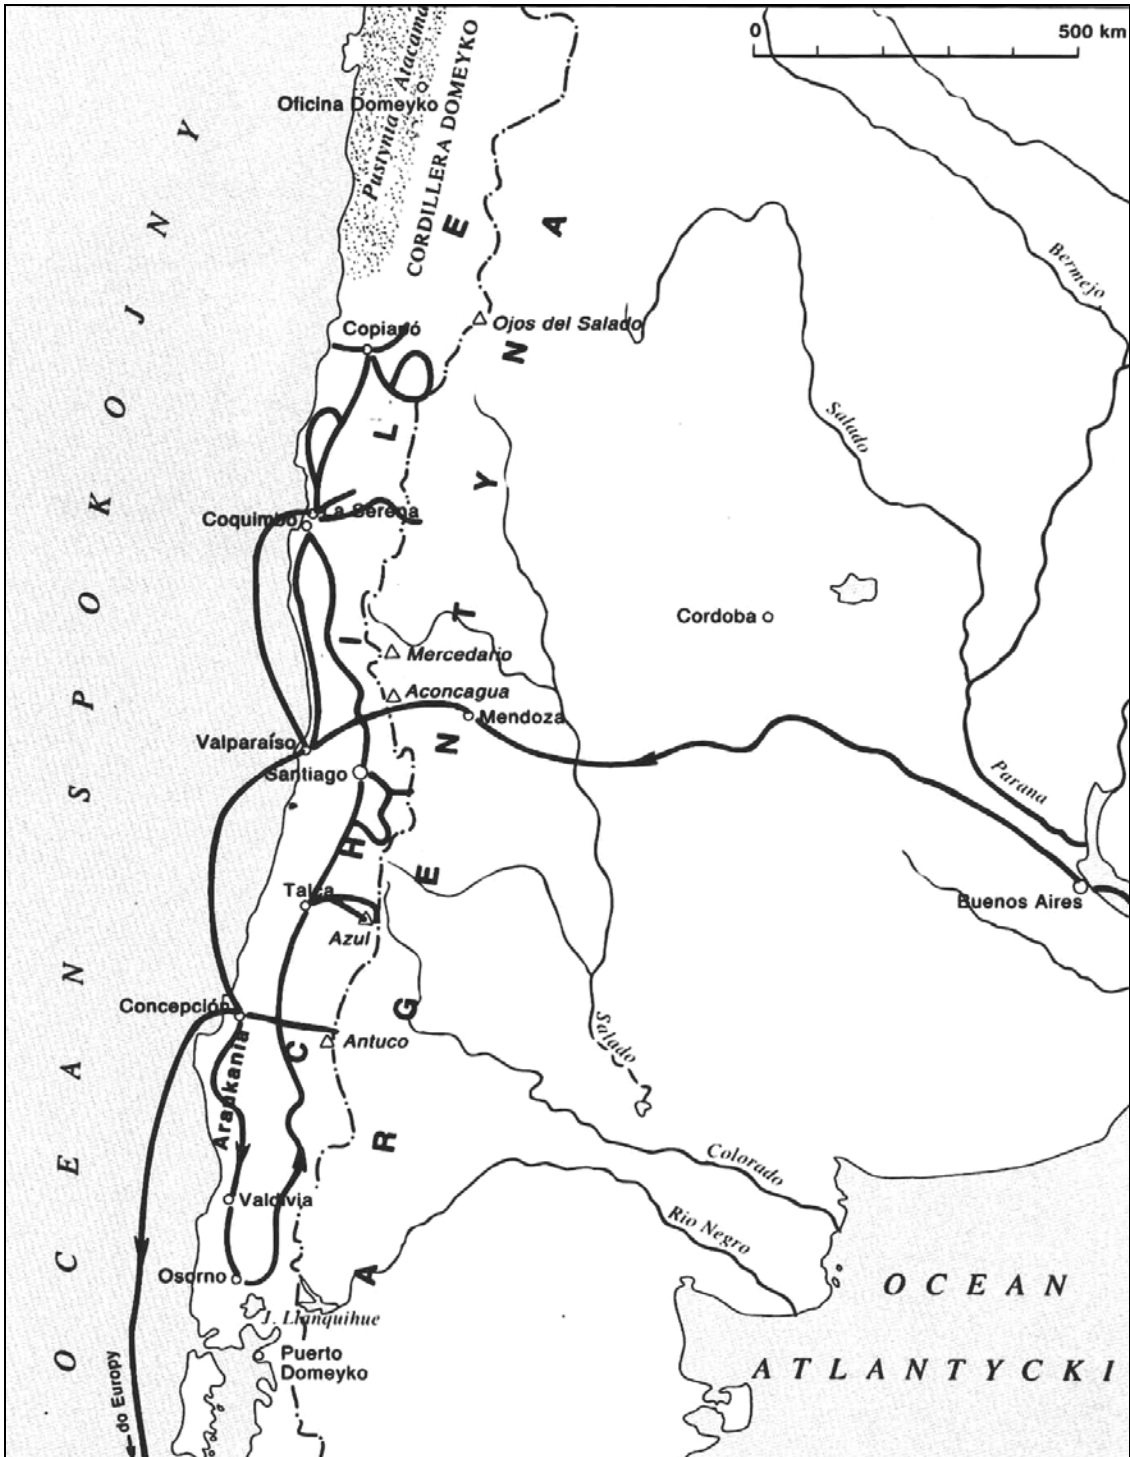 0 500 km
Pustynia Atacama
Oficina Domeyko
CORDILLERA DOMEYKO
Bermejo
Ojos del Salado
Copiapó
Salado
La Serena
Coquimbo
Cordoba
Mercedario
Aconcagua
Mendoza
Valparaíso
Santiago
Parana
Talca
Buenos Aires
Azul
Concepción
Antuco
Salado
Araukania
Colorado
Valdivia
Rio Negro
Osorno
J. Llanquihue
Puerto
Domeyko
do Europy
OCEAN SPOKOJNY
CHILE
ARGENTYNA
OCEAN
ATLANTYCKI